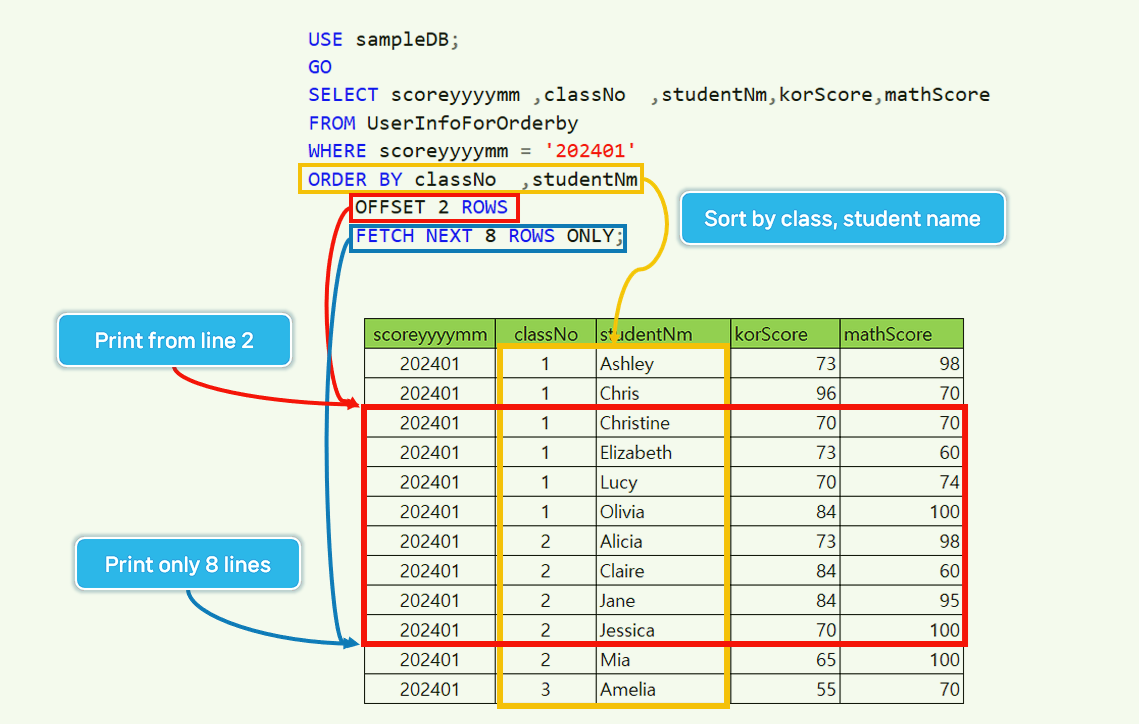 USE sampleDB;
GO
SELECT scoreyyyymm ,classNo ,studentNm,korScore,mathScore
FROM UserInfoForOrderby
WHERE scoreyyyymm = '202401'
ORDER BY classNo ,studentNm
OFFSET 2 ROWS
FETCH NEXT 8 ROWS ONLY;
Sort by class, student name
Print from line 2
Print only 8 lines
scoreyyyymm classNo studentNm korScore mathScore
202401 1 Ashley 73 98
202401 1 Chris 96 70
202401 1 Christine 70 70
202401 1 Elizabeth 73 60
202401 1 Lucy 70 74
202401 1 Olivia 84 100
202401 2 Alicia 73 98
202401 2 Claire 84 60
202401 2 Jane 84 95
202401 2 Jessica 70 100
202401 2 Mia 65 100
202401 3 Amelia 55 70